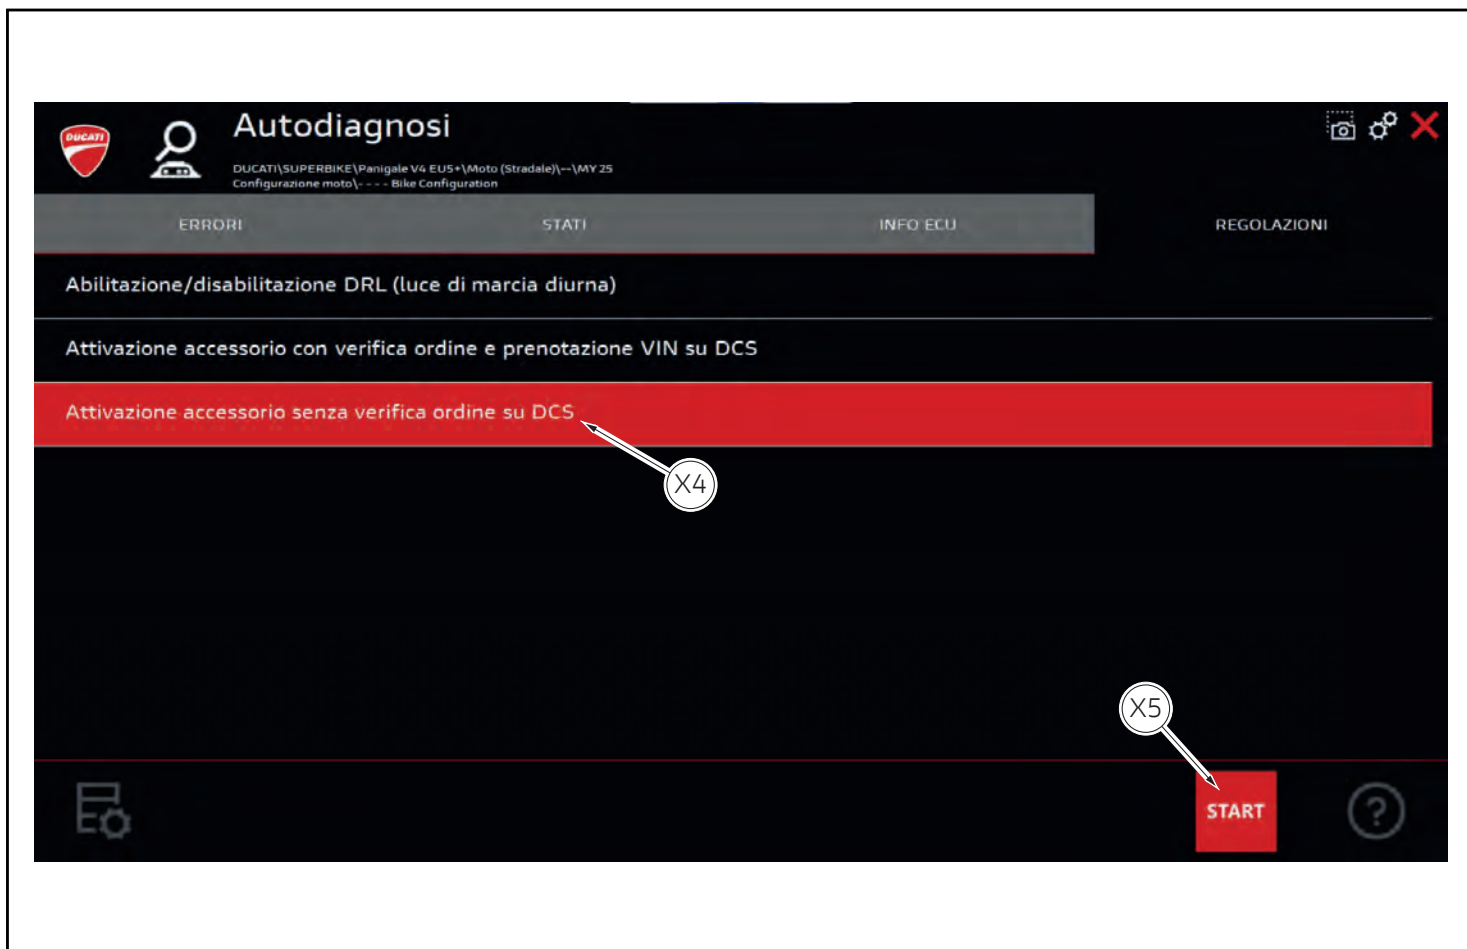 DUCATI
Autodiagnosi
DUCATI\SUPERBIKE\Panigale V4 EU5+\Moto (Stradale)\--\MY 25
Configurazione moto\- - - - Bike Configuration
ERRORI STATI INFO ECU REGOLAZIONI
Abilitazione/disabilitazione DRL (luce di marcia diurna)
Attivazione accessorio con verifica ordine e prenotazione VIN su DCS
Attivazione accessorio senza verifica ordine su DCS
X4
X5
START ?